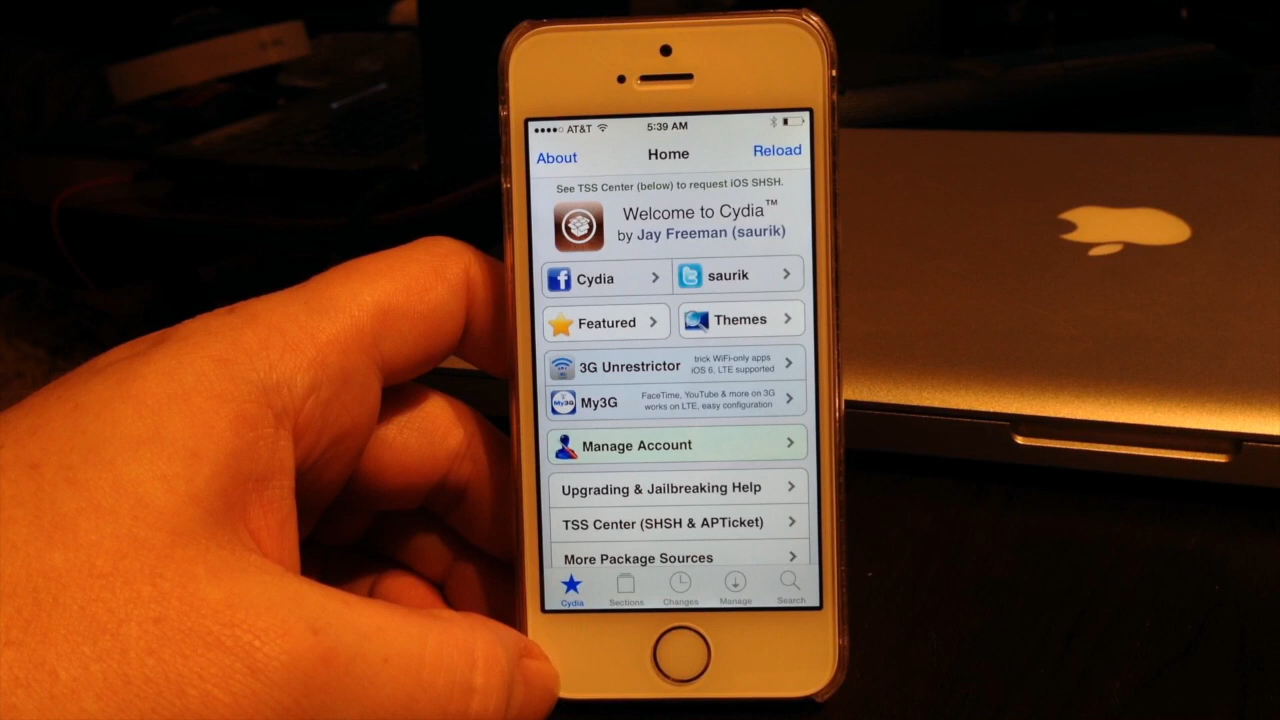 AT&T 5:39 AM
About Home Reload
See TSS Center (below) to request iOS SHSH.
Welcome to Cydia™
by Jay Freeman (saurik)
Cydia saurik
Featured Themes
3G Unrestrictor trick WiFi-only apps
iOS 6, LTE supported
My3G My3G FaceTime, YouTube & more on 3G
works on LTE, easy configuration
Manage Account
Upgrading & Jailbreaking Help
TSS Center (SHSH & APTicket)
More Package Sources
Cydia Sections Changes Manage Search